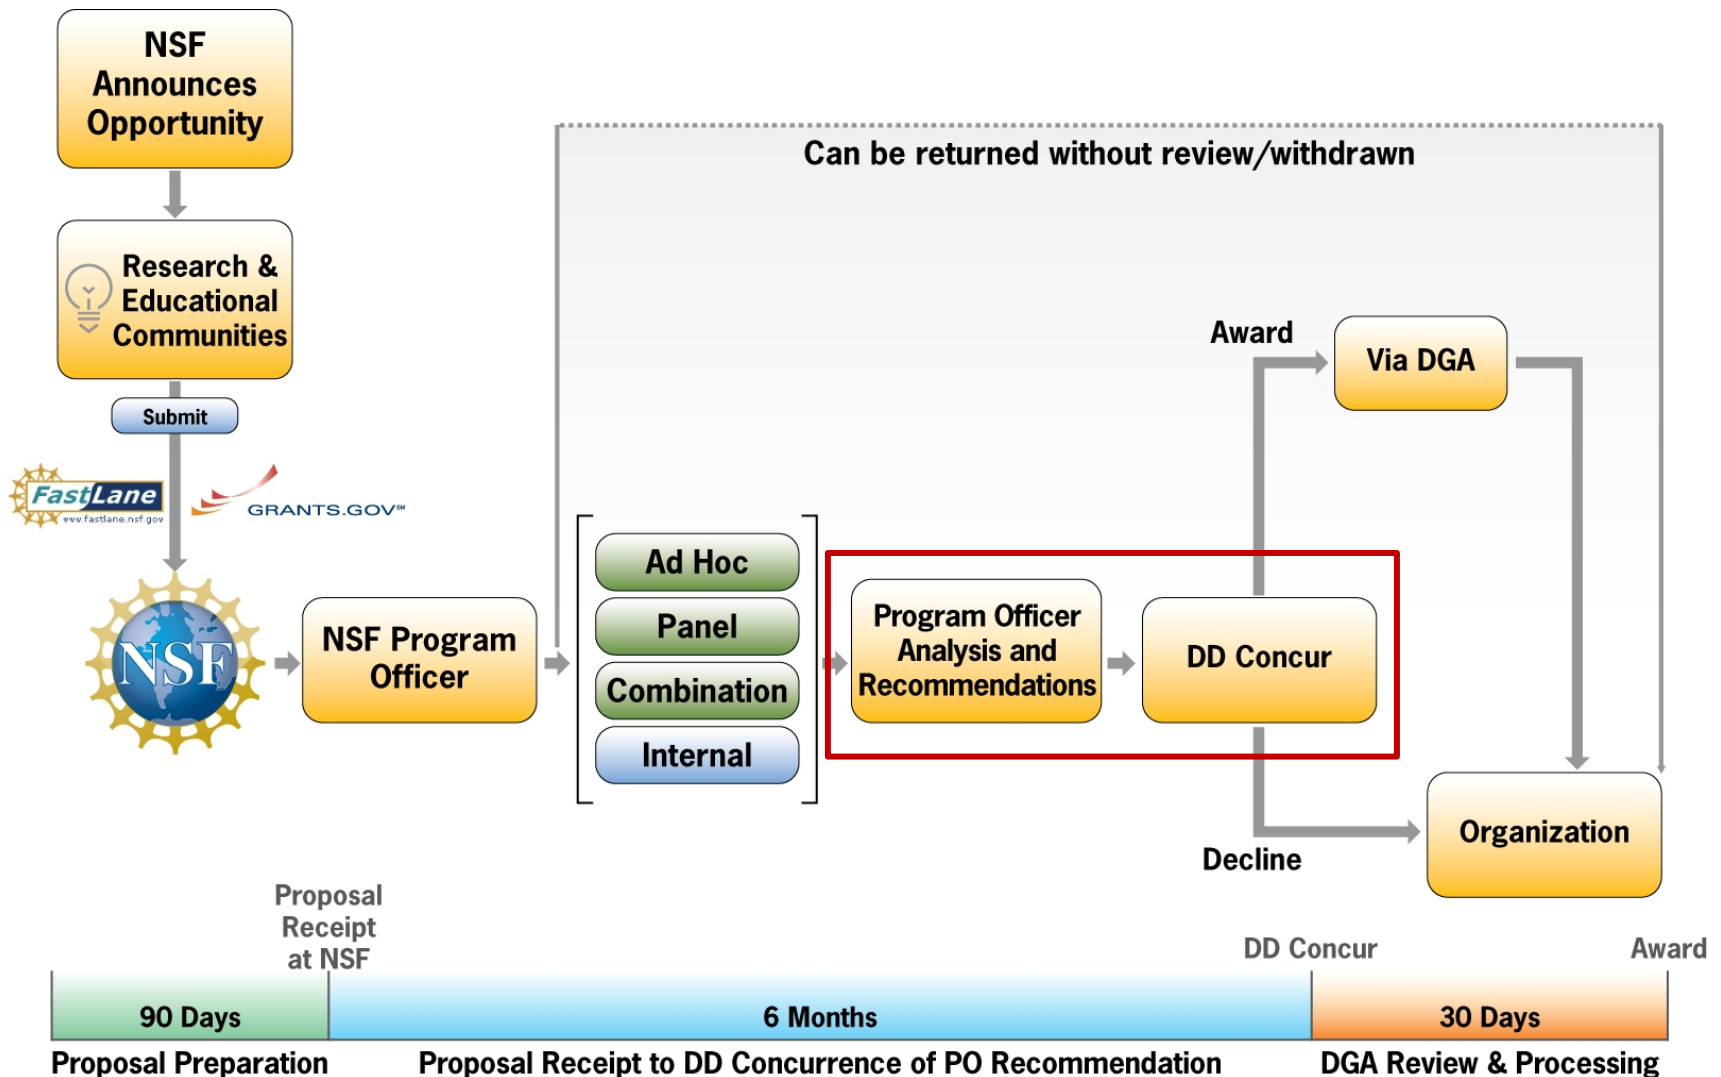 NSF
Announces
Opportunity
Can be returned without review/withdrawn
Research &
Educational
Communities
Award
Via DGA
Submit
FastLane
www.fastlane.nsf.gov
GRANTS.GOV℠
Ad Hoc
Panel
Combination
Internal
NSF
NSF Program
Officer
Program Officer
Analysis and
Recommendations
DD Concur
Organization
Decline
Proposal
Receipt
at NSF
DD Concur
Award
90 Days
6 Months
30 Days
Proposal Preparation
Proposal Receipt to DD Concurrence of PO Recommendation
DGA Review & Processing